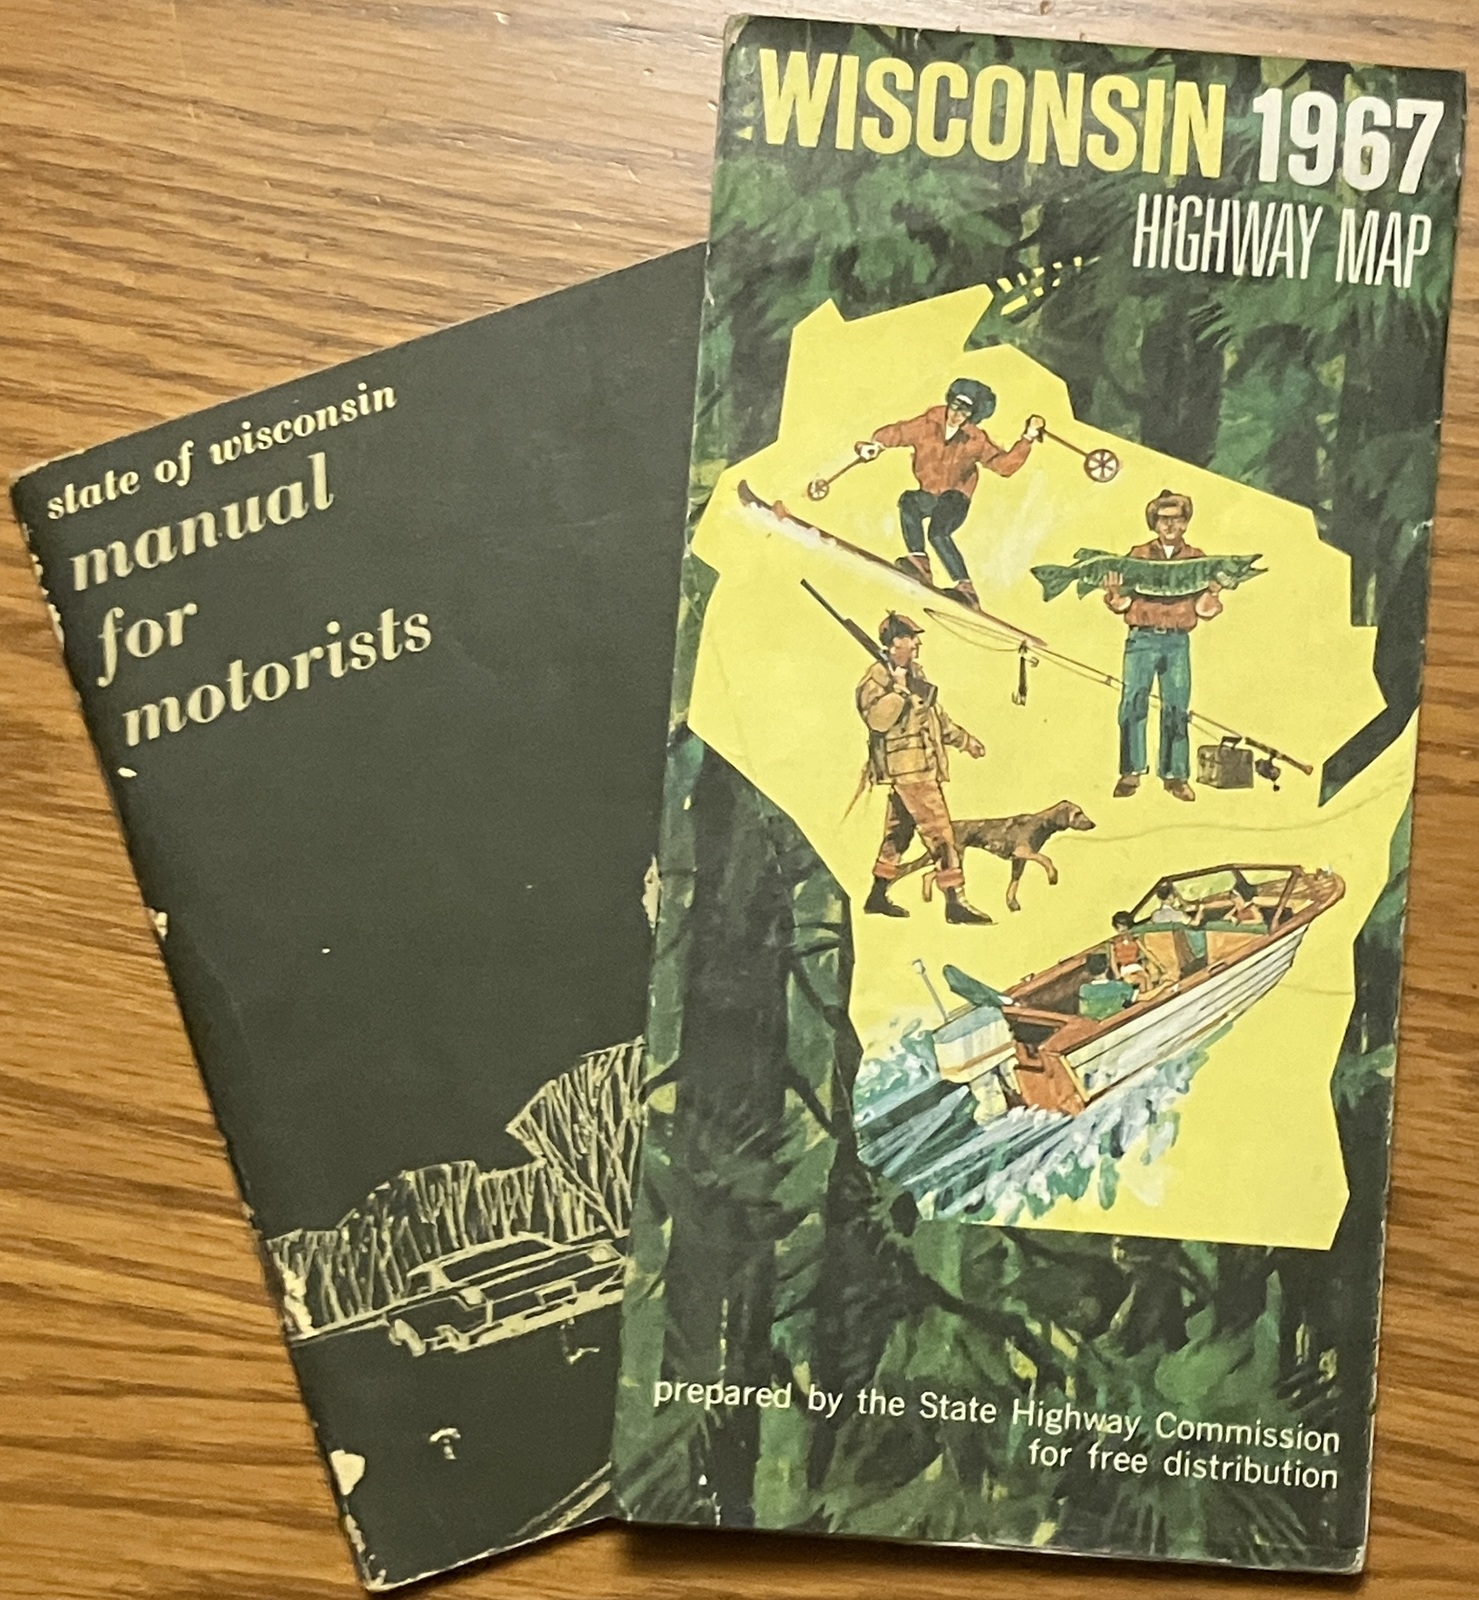 state of wisconsin
manual
for
motorists
WISCONSIN 1967
HIGHWAY MAP
prepared by the State Highway Commission
for free distribution